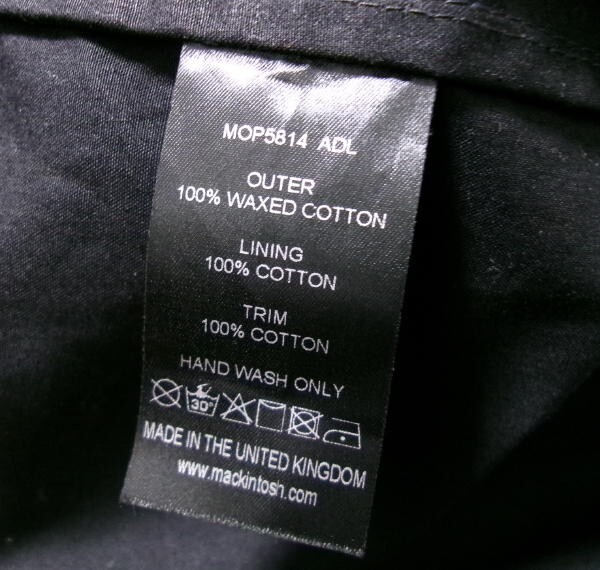 MOP5814 ADL
OUTER
100% WAXED COTTON
LINING
100% COTTON
TRIM
100% COTTON
HAND WASH ONLY
30°
MADE IN THE UNITED KINGDOM
www.mackintosh.com